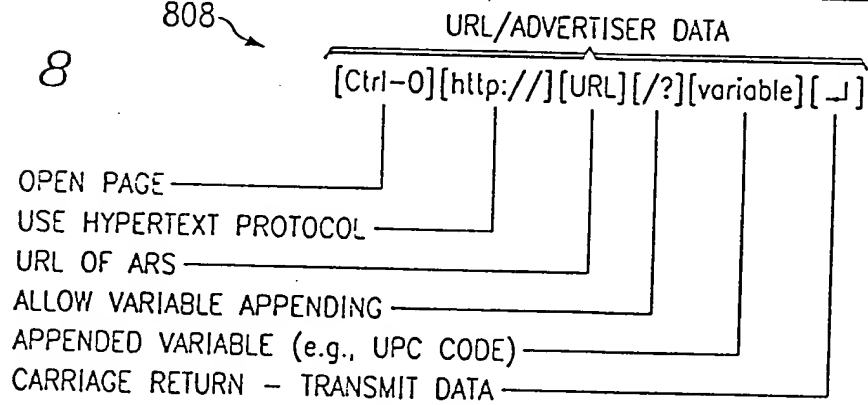 808
URL/ADVERTISER DATA
8
[Ctrl-O][http://][URL][/?][variable][↵]
OPEN PAGE
USE HYPERTEXT PROTOCOL
URL OF ARS
ALLOW VARIABLE APPENDING
APPENDED VARIABLE (e.g., UPC CODE)
CARRIAGE RETURN – TRANSMIT DATA